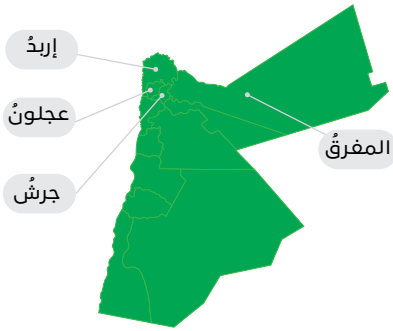 إربدُ
عجلونُ
المفرقُ
جرشُ